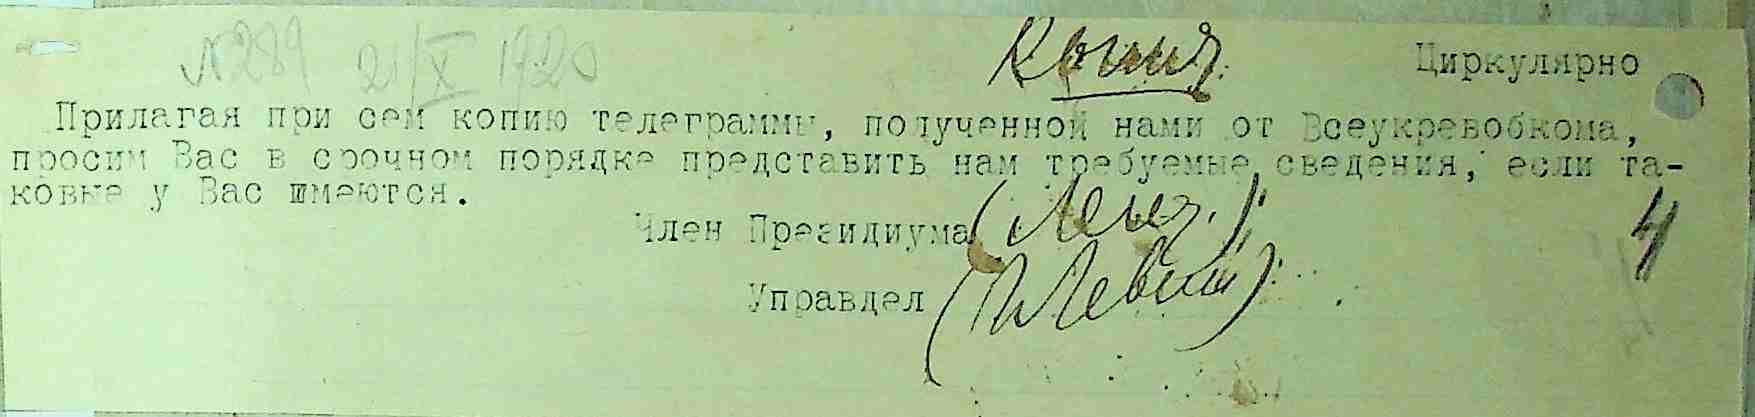 №289 21/X 1920 Копия Циркулярно
Прилагая при сем копию телеграммы, полученной нами от Всеукревобкома,
просим Вас в срочном порядке представить нам требуемые сведения, если та-
ковые у Вас имеются.
Член Президиума
4
Управдел